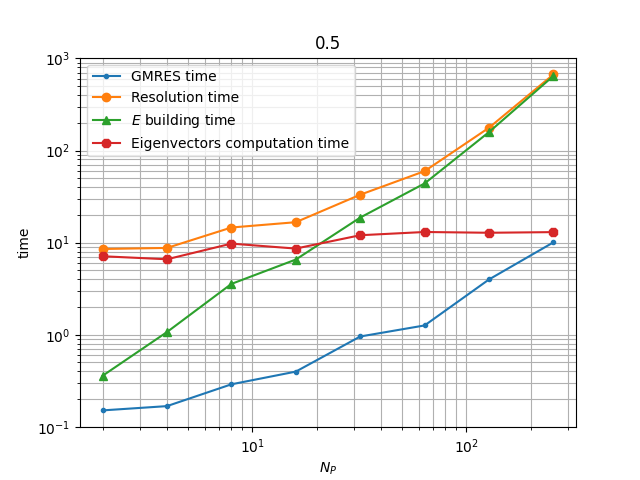 0.5
10³
10²
10¹
10⁰
10⁻¹
time
GMRES time
Resolution time
E building time
Eigenvectors computation time
10¹
10²
N_P